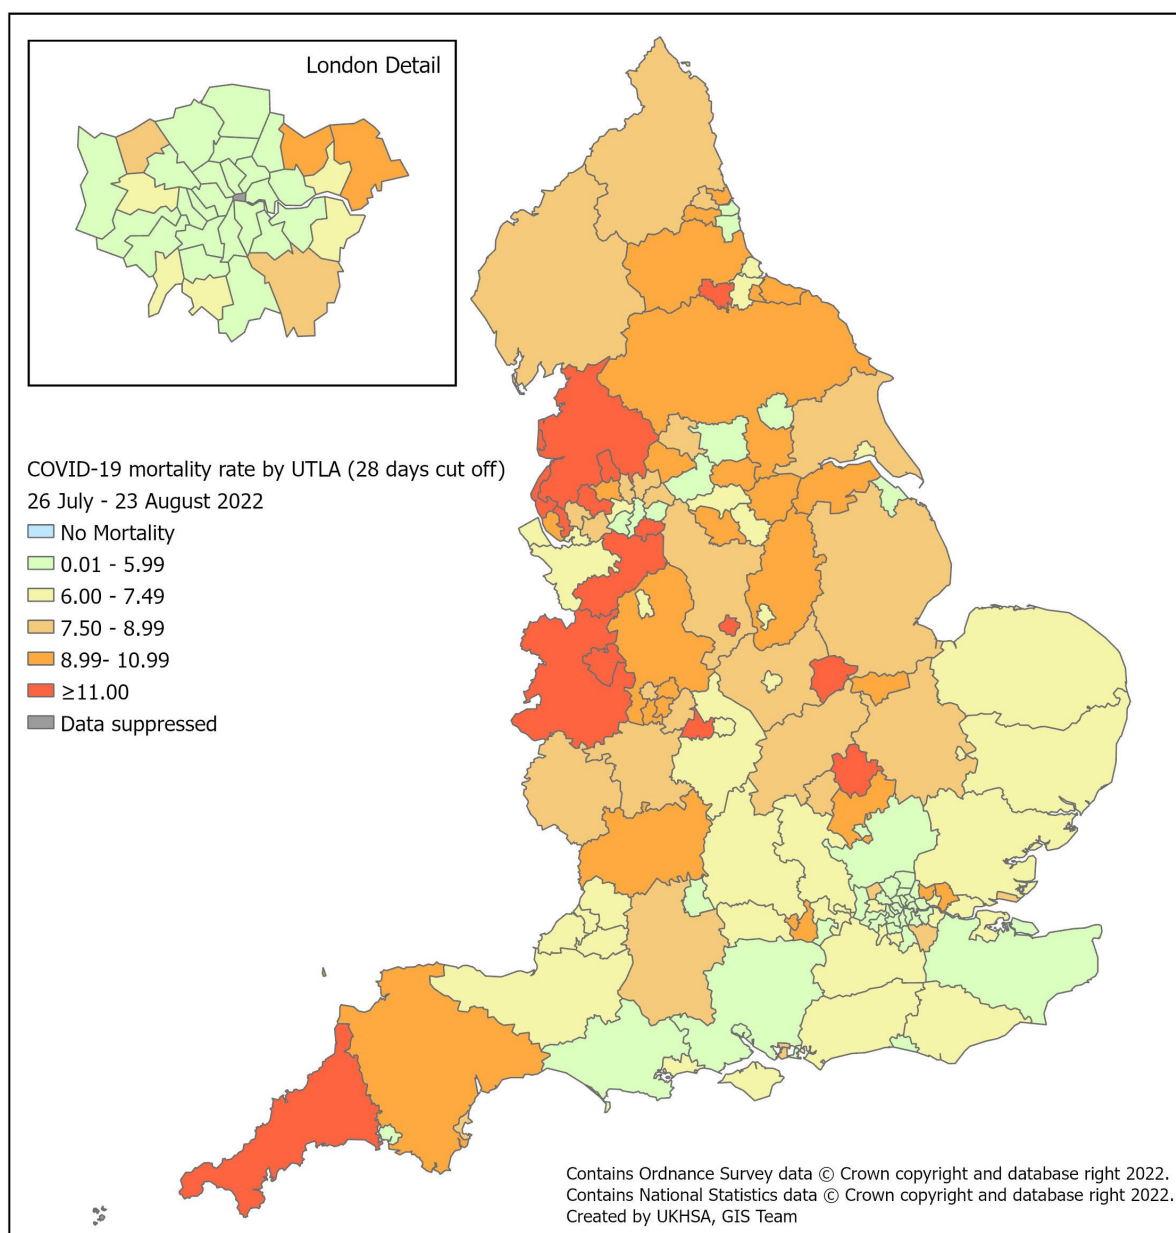 London Detail
COVID-19 mortality rate by UTLA (28 days cut off)
26 July - 23 August 2022
No Mortality
0.01 - 5.99
6.00 - 7.49
7.50 - 8.99
8.99- 10.99
≥11.00
Data suppressed
Contains Ordnance Survey data © Crown copyright and database right 2022.
Contains National Statistics data © Crown copyright and database right 2022.
Created by UKHSA, GIS Team